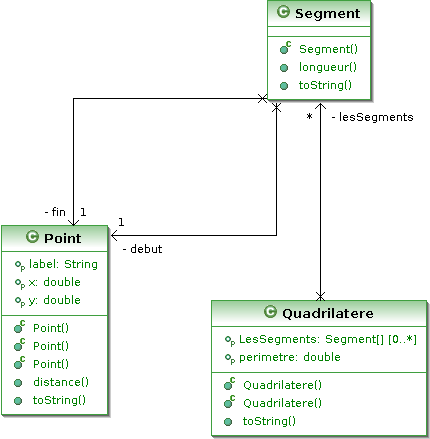 Segment
Segment()
longueur()
toString()
* - lesSegments
- fin 1
1
- debut
Point
label: String
x: double
y: double
Point()
Point()
Point()
distance()
toString()
Quadrilatere
LesSegments: Segment[] [0..*]
perimetre: double
Quadrilatere()
Quadrilatere()
toString()